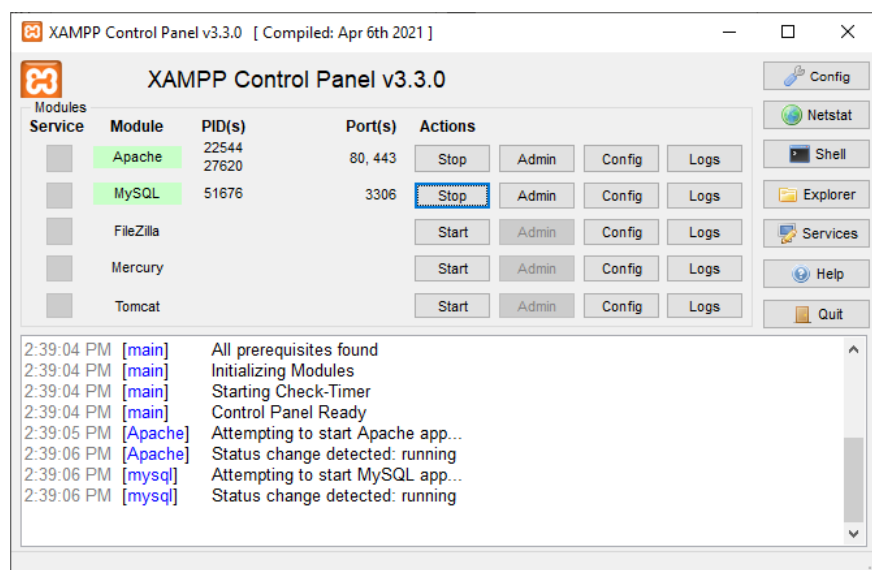 XAMPP Control Panel v3.3.0 [ Compiled: Apr 6th 2021 ]
XAMPP Control Panel v3.3.0
Config
Modules
Netstat
Service Module PID(s) Port(s) Actions
Apache 22544 27620 80, 443 Stop Admin Config Logs
Shell
MySQL 51676 3306 Stop Admin Config Logs
Explorer
FileZilla Start Admin Config Logs
Services
Mercury Start Admin Config Logs
Help
Tomcat Start Admin Config Logs
Quit
2:39:04 PM [main] All prerequisites found
2:39:04 PM [main] Initializing Modules
2:39:04 PM [main] Starting Check-Timer
2:39:04 PM [main] Control Panel Ready
2:39:05 PM [Apache] Attempting to start Apache app...
2:39:06 PM [Apache] Status change detected: running
2:39:06 PM [mysql] Attempting to start MySQL app...
2:39:06 PM [mysql] Status change detected: running